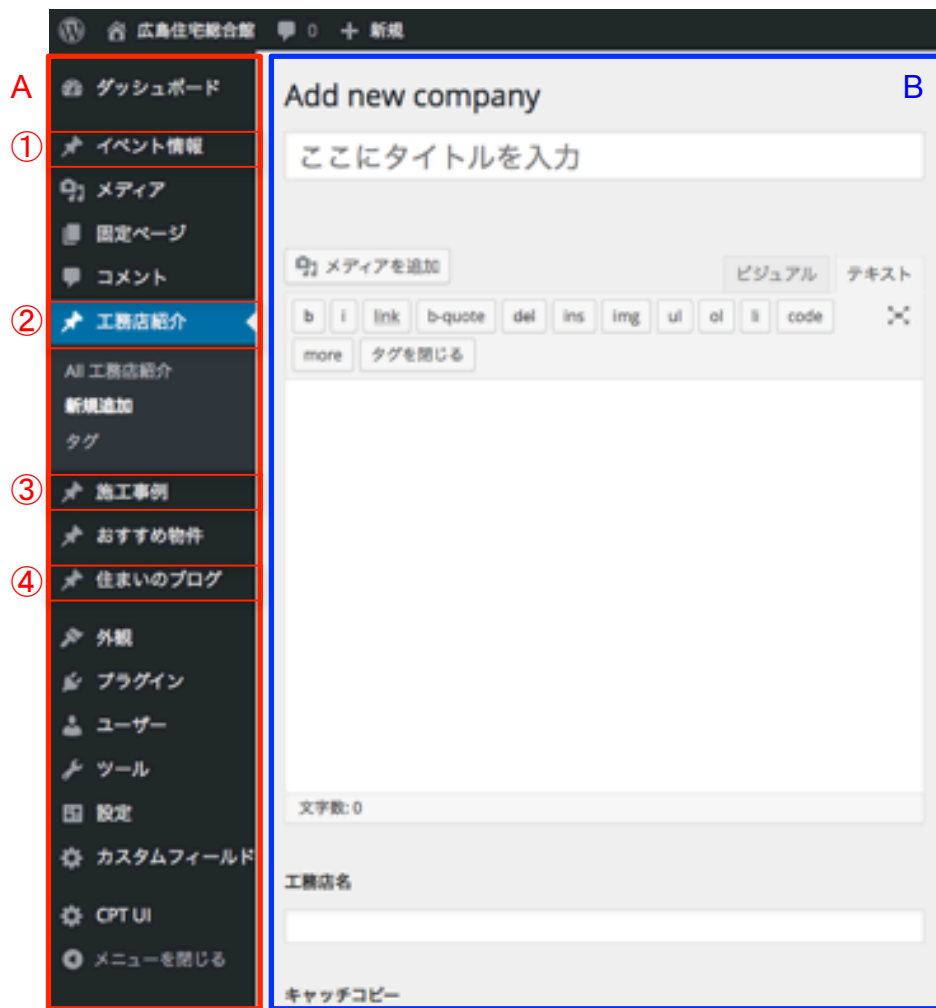 広島住宅総合館 0 + 新規
A
ダッシュボード
① イベント情報
メディア
固定ページ
コメント
② 工務店紹介
All 工務店紹介
新規追加
タグ
③ 施工事例
おすすめ物件
④ 住まいのブログ
外観
プラグイン
ユーザー
ツール
設定
カスタムフィールド
CPT UI
メニューを閉じる
B
Add new company
ここにタイトルを入力
メディアを追加
ビジュアル テキスト
b i link b-quote del ins img ul ol li code
more タグを閉じる
文字数: 0
工務店名
キャッチコピー